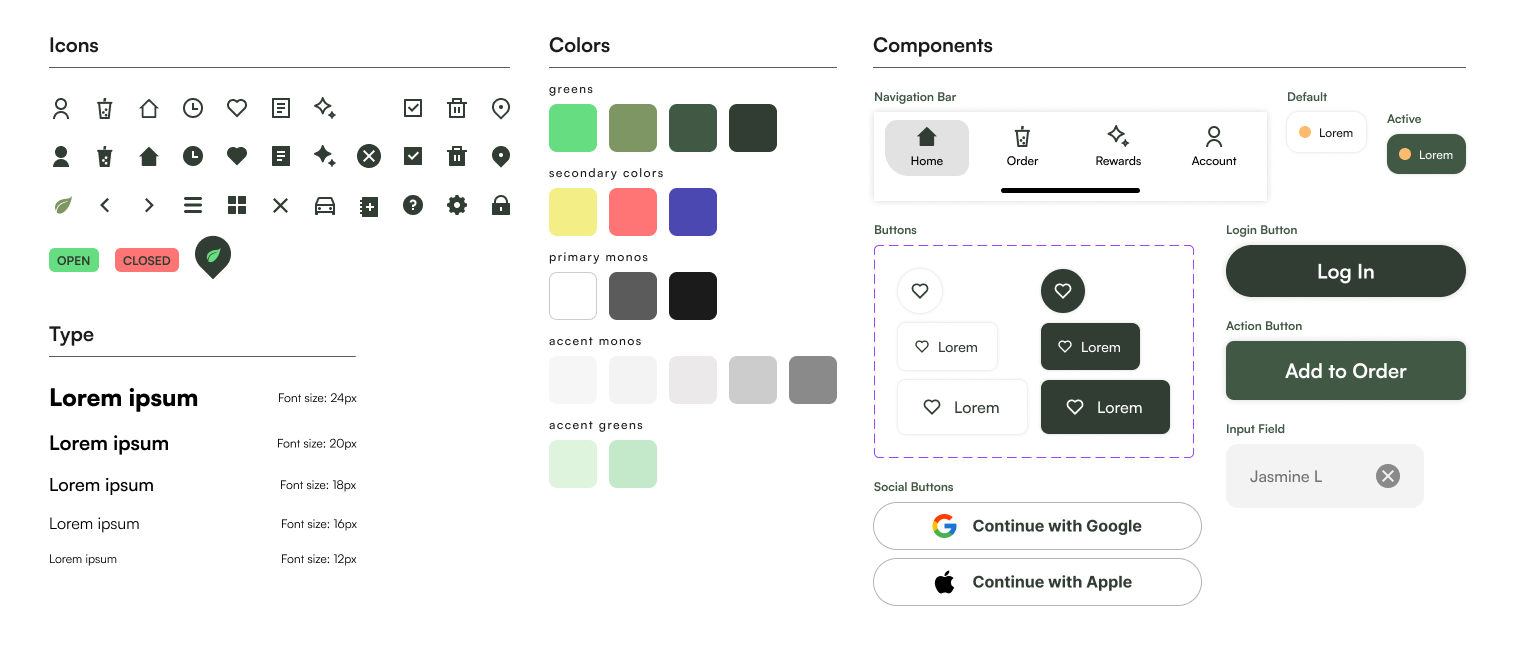 Icons
OPEN
CLOSED
Type
Lorem ipsum
Font size: 24px
Lorem ipsum
Font size: 20px
Lorem ipsum
Font size: 18px
Lorem ipsum
Font size: 16px
Lorem ipsum
Font size: 12px
Colors
greens
secondary colors
primary monos
accent monos
accent greens
Components
Navigation Bar
Home
Order
Rewards
Account
Default
Lorem
Active
Lorem
Buttons
Lorem
Lorem
Lorem
Lorem
Login Button
Log In
Action Button
Add to Order
Input Field
Jasmine L
Social Buttons
Continue with Google
Continue with Apple